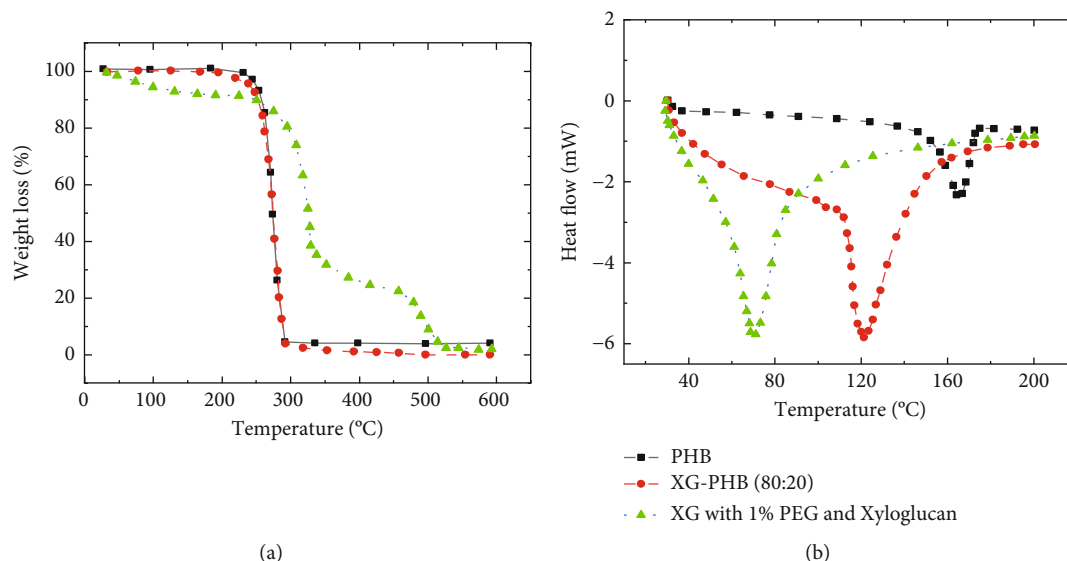 100
80
60
40
20
0
Weight loss (%)
0 100 200 300 400 500 600
Temperature (ºC)
(a)
2
0
−2
−4
−6
Heat flow (mW)
40 80 120 160 200
Temperature (ºC)
PHB
XG-PHB (80:20)
XG with 1% PEG and Xyloglucan
(b)